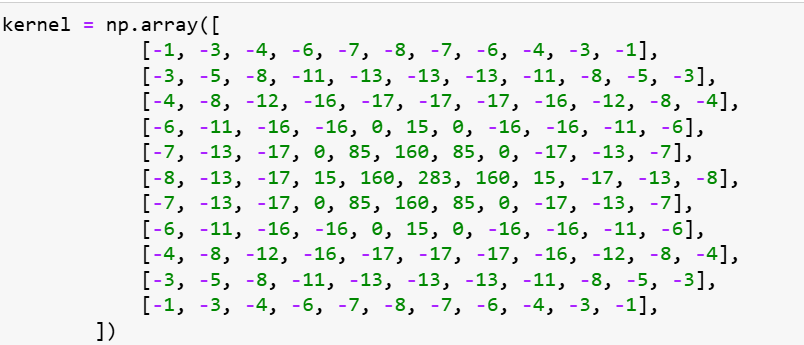 kernel = np.array([
[-1, -3, -4, -6, -7, -8, -7, -6, -4, -3, -1],
[-3, -5, -8, -11, -13, -13, -13, -11, -8, -5, -3],
[-4, -8, -12, -16, -17, -17, -17, -16, -12, -8, -4],
[-6, -11, -16, -16, 0, 15, 0, -16, -16, -11, -6],
[-7, -13, -17, 0, 85, 160, 85, 0, -17, -13, -7],
[-8, -13, -17, 15, 160, 283, 160, 15, -17, -13, -8],
[-7, -13, -17, 0, 85, 160, 85, 0, -17, -13, -7],
[-6, -11, -16, -16, 0, 15, 0, -16, -16, -11, -6],
[-4, -8, -12, -16, -17, -17, -17, -16, -12, -8, -4],
[-3, -5, -8, -11, -13, -13, -13, -11, -8, -5, -3],
[-1, -3, -4, -6, -7, -8, -7, -6, -4, -3, -1],
])